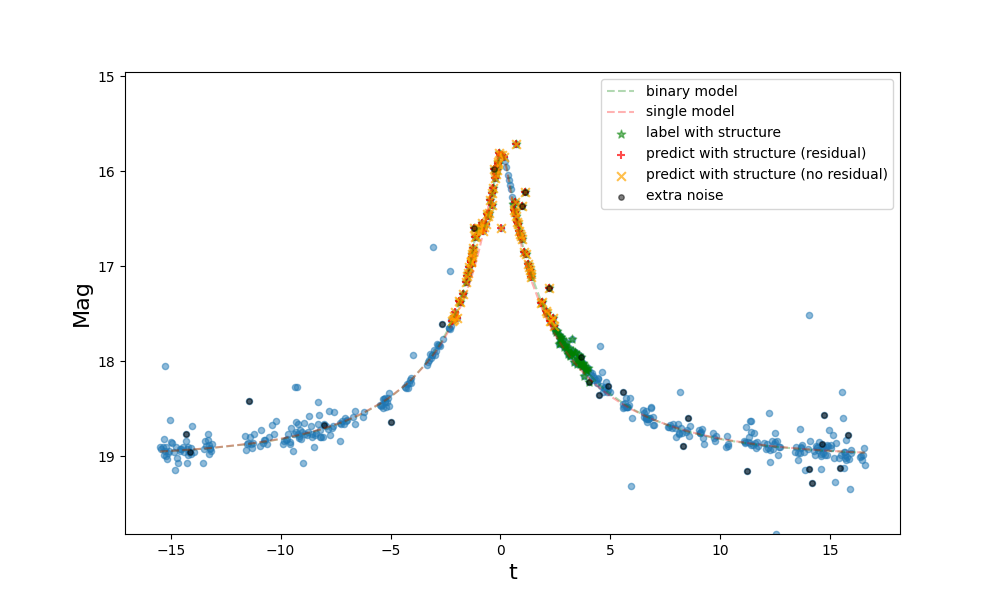 binary model
single model
label with structure
predict with structure (residual)
predict with structure (no residual)
extra noise
15
16
17
18
19
Mag
−15
−10
−5
0
5
10
15
t